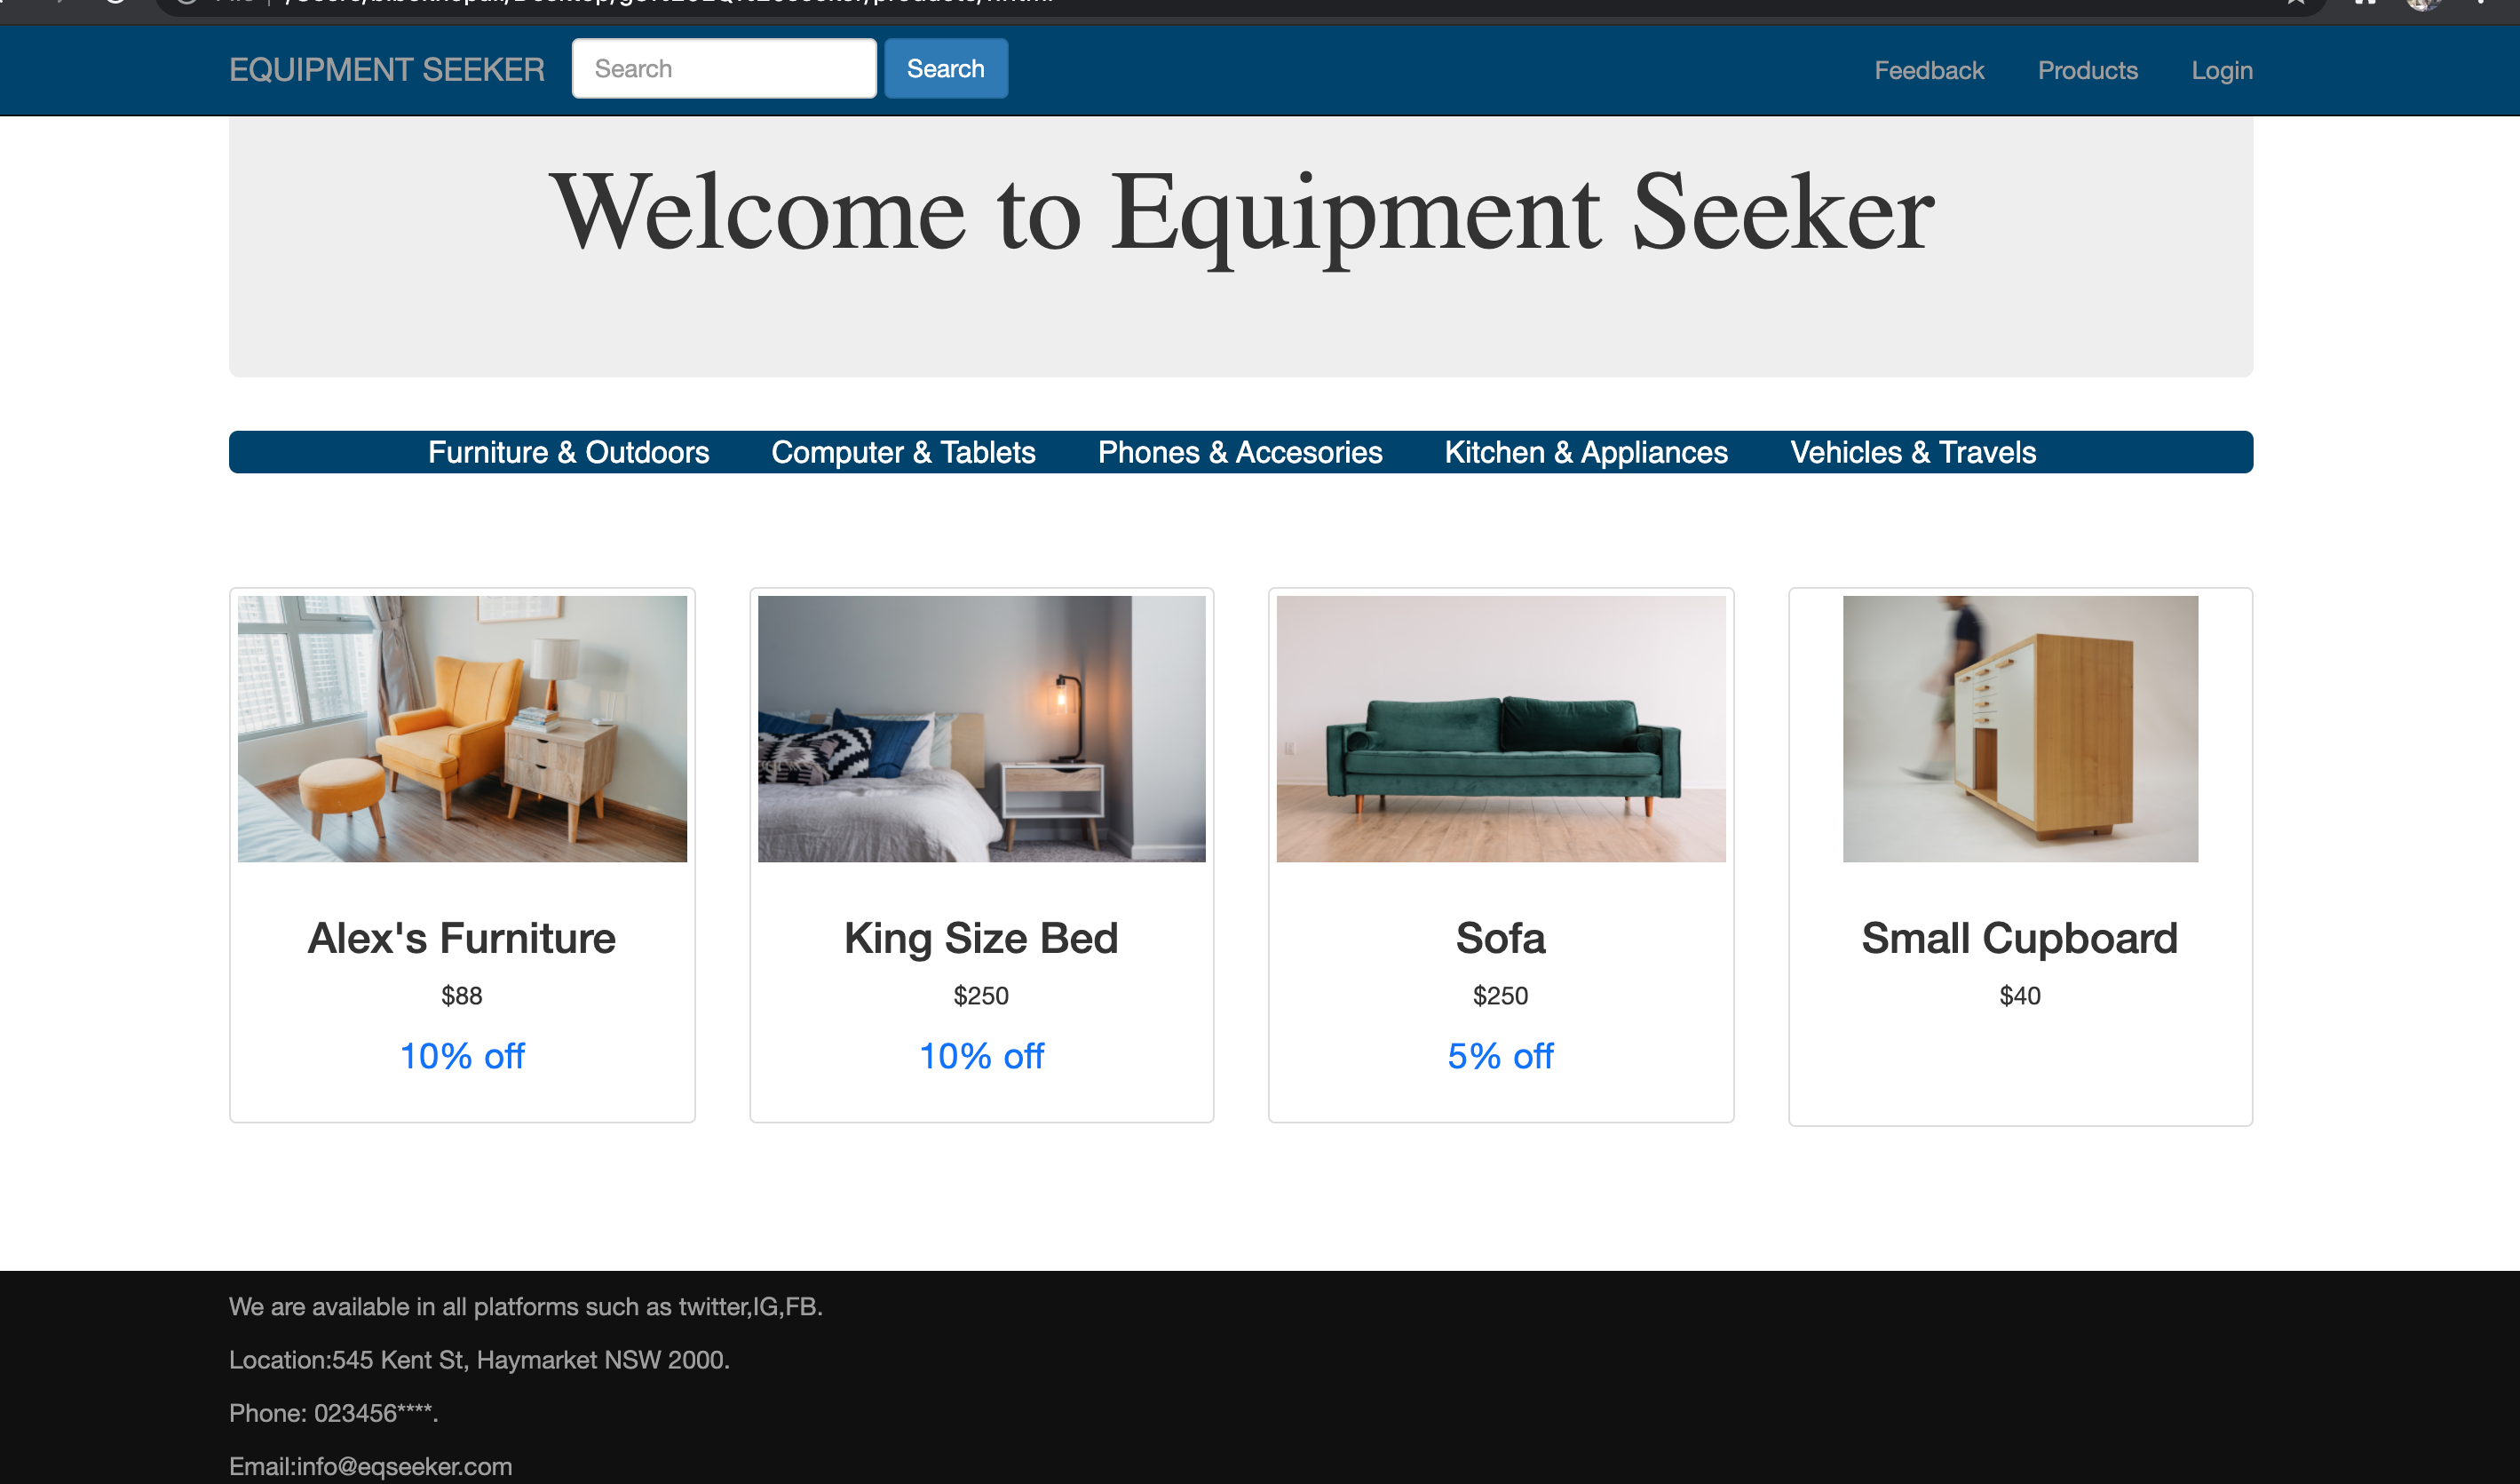 EQUIPMENT SEEKER Search Search Feedback Products Login
Welcome to Equipment Seeker
Furniture & Outdoors Computer & Tablets Phones & Accesories Kitchen & Appliances Vehicles & Travels
Alex's Furniture
$88
10% off
King Size Bed
$250
10% off
Sofa
$250
5% off
Small Cupboard
$40
We are available in all platforms such as twitter,IG,FB.
Location:545 Kent St, Haymarket NSW 2000.
Phone: 023456****.
Email:info@eqseeker.com